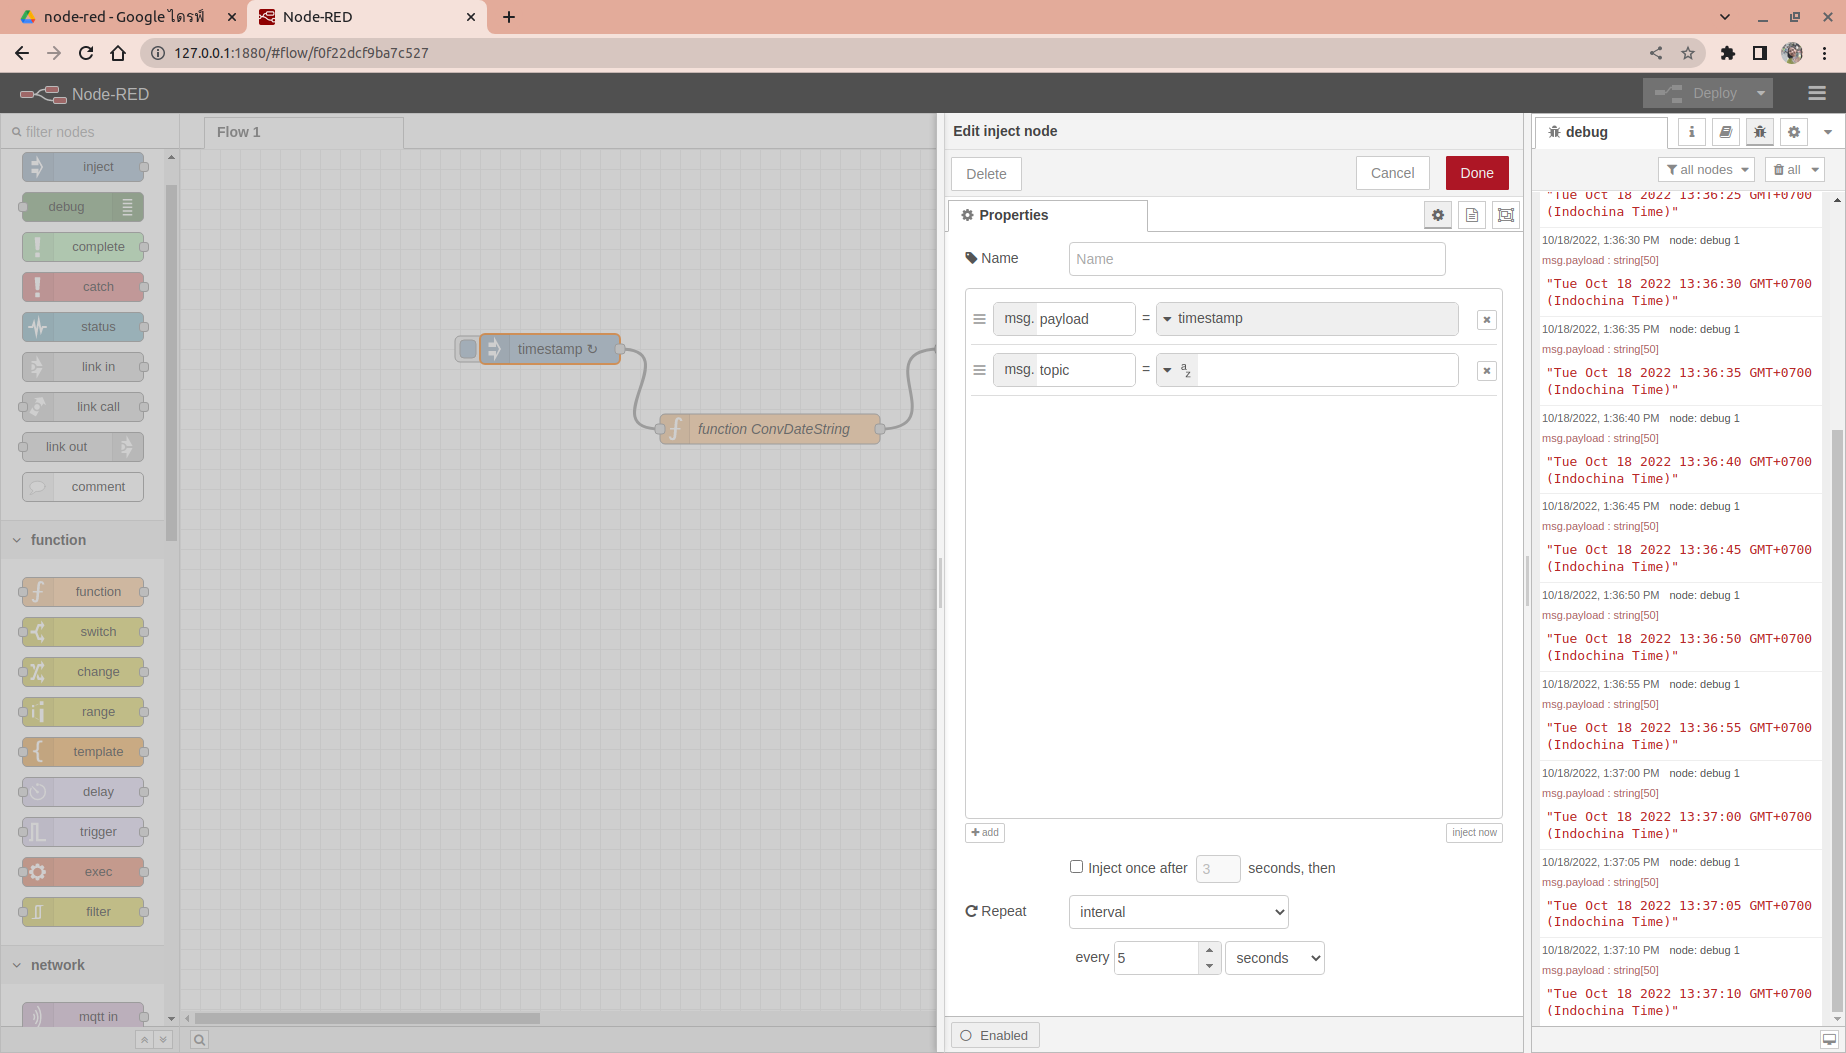 node-red - Google ไดรฟ์
Node-RED
127.0.0.1:1880/#flow/f0f22dcf9ba7c527
Node-RED
Deploy
filter nodes
inject
debug
complete
catch
status
link in
link call
link out
comment
function
function
switch
change
range
template
delay
trigger
exec
filter
network
mqtt in
Flow 1
timestamp ↻
function ConvDateString
Edit inject node
Delete
Cancel
Done
Properties
Name
Name
msg. payload = timestamp
msg. topic =
add
inject now
Inject once after 3 seconds, then
Repeat
interval
every 5 seconds
Enabled
debug
all nodes
all
"Tue Oct 18 2022 13:36:25 GMT+0700
(Indochina Time)"
10/18/2022, 1:36:30 PM node: debug 1
msg.payload : string[50]
"Tue Oct 18 2022 13:36:30 GMT+0700
(Indochina Time)"
10/18/2022, 1:36:35 PM node: debug 1
msg.payload : string[50]
"Tue Oct 18 2022 13:36:35 GMT+0700
(Indochina Time)"
10/18/2022, 1:36:40 PM node: debug 1
msg.payload : string[50]
"Tue Oct 18 2022 13:36:40 GMT+0700
(Indochina Time)"
10/18/2022, 1:36:45 PM node: debug 1
msg.payload : string[50]
"Tue Oct 18 2022 13:36:45 GMT+0700
(Indochina Time)"
10/18/2022, 1:36:50 PM node: debug 1
msg.payload : string[50]
"Tue Oct 18 2022 13:36:50 GMT+0700
(Indochina Time)"
10/18/2022, 1:36:55 PM node: debug 1
msg.payload : string[50]
"Tue Oct 18 2022 13:36:55 GMT+0700
(Indochina Time)"
10/18/2022, 1:37:00 PM node: debug 1
msg.payload : string[50]
"Tue Oct 18 2022 13:37:00 GMT+0700
(Indochina Time)"
10/18/2022, 1:37:05 PM node: debug 1
msg.payload : string[50]
"Tue Oct 18 2022 13:37:05 GMT+0700
(Indochina Time)"
10/18/2022, 1:37:10 PM node: debug 1
msg.payload : string[50]
"Tue Oct 18 2022 13:37:10 GMT+0700
(Indochina Time)"